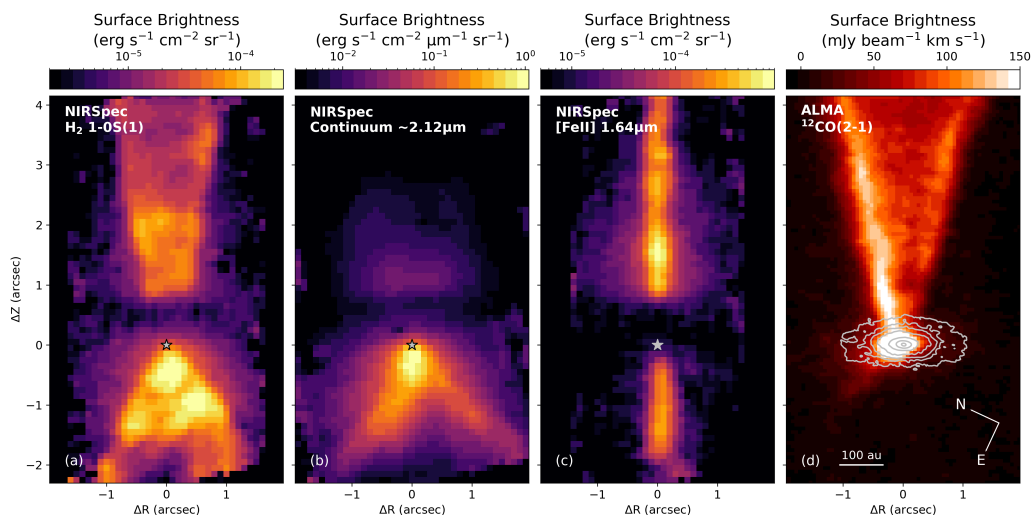 Surface Brightness
(erg s⁻¹ cm⁻² sr⁻¹)
10⁻⁵ 10⁻⁴
NIRSpec
H₂ 1-0S(1)
(a)
Surface Brightness
(erg s⁻¹ cm⁻² μm⁻¹ sr⁻¹)
10⁻² 10⁻¹ 10⁰
NIRSpec
Continuum ~2.12μm
(b)
Surface Brightness
(erg s⁻¹ cm⁻² sr⁻¹)
10⁻⁵ 10⁻⁴
NIRSpec
[FeII] 1.64μm
(c)
Surface Brightness
(mJy beam⁻¹ km s⁻¹)
0 50 100 150
ALMA
¹²CO(2-1)
N
E
100 au
(d)
ΔZ (arcsec)
4
3
2
1
0
−1
−2
−1 0 1
ΔR (arcsec)
−1 0 1
ΔR (arcsec)
−1 0 1
ΔR (arcsec)
−1 0 1
ΔR (arcsec)